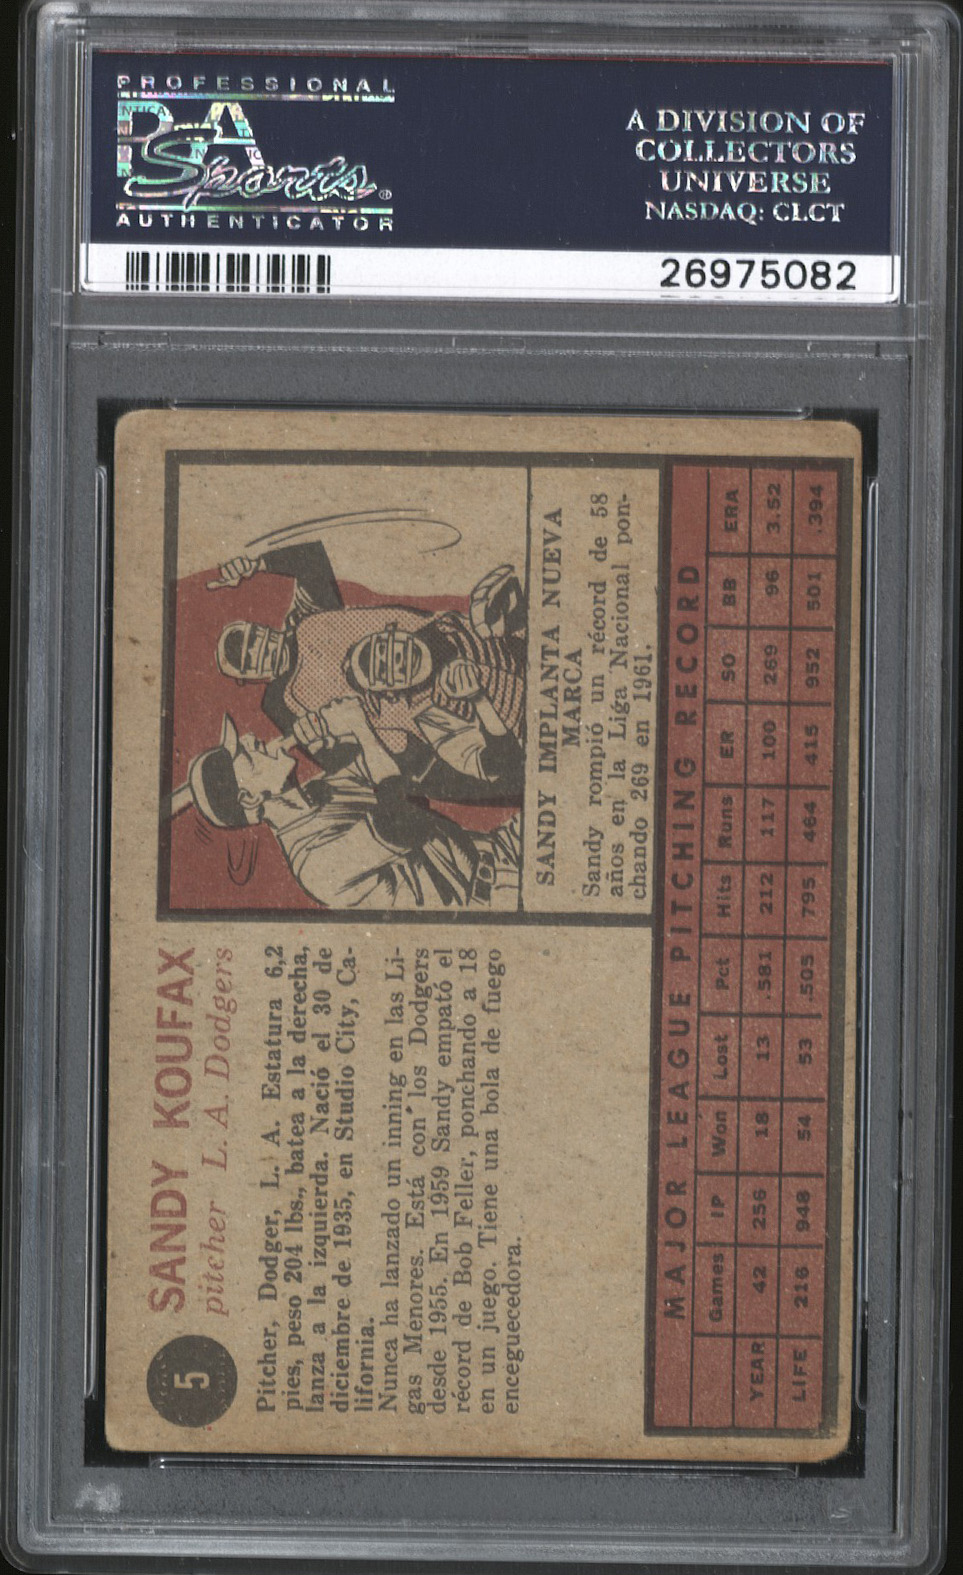 PROFESSIONAL
PSA
Sports®
AUTHENTICATOR
A DIVISION OF
COLLECTORS
UNIVERSE
NASDAQ: CLCT
26975082
5
SANDY KOUFAX
pitcher L. A. Dodgers
Pitcher, Dodger, L. A. Estatura 6,2
pies, peso 204 lbs., batea a la derecha,
lanza a la izquierda. Nació el 30 de
diciembre de 1935, en Studio City, Ca-
lifornia.
Nunca ha lanzado un inning en las Li-
gas Menores. Está con los Dodgers
desde 1955. En 1959 Sandy empató el
récord de Bob Feller, ponchando a 18
en un juego. Tiene una bola de fuego
enceguecedora.
SANDY IMPLANTA NUEVA
MARCA
Sandy rompió un récord de 58
años en la Liga Nacional pon-
chando 269 en 1961.
MAJOR LEAGUE PITCHING RECORD
Games IP Won Lost Pct Hits Runs ER SO BB ERA
YEAR 42 256 18 13 .581 212 117 100 269 96 3.52
LIFE 216 948 54 53 .505 795 464 415 952 501 .394